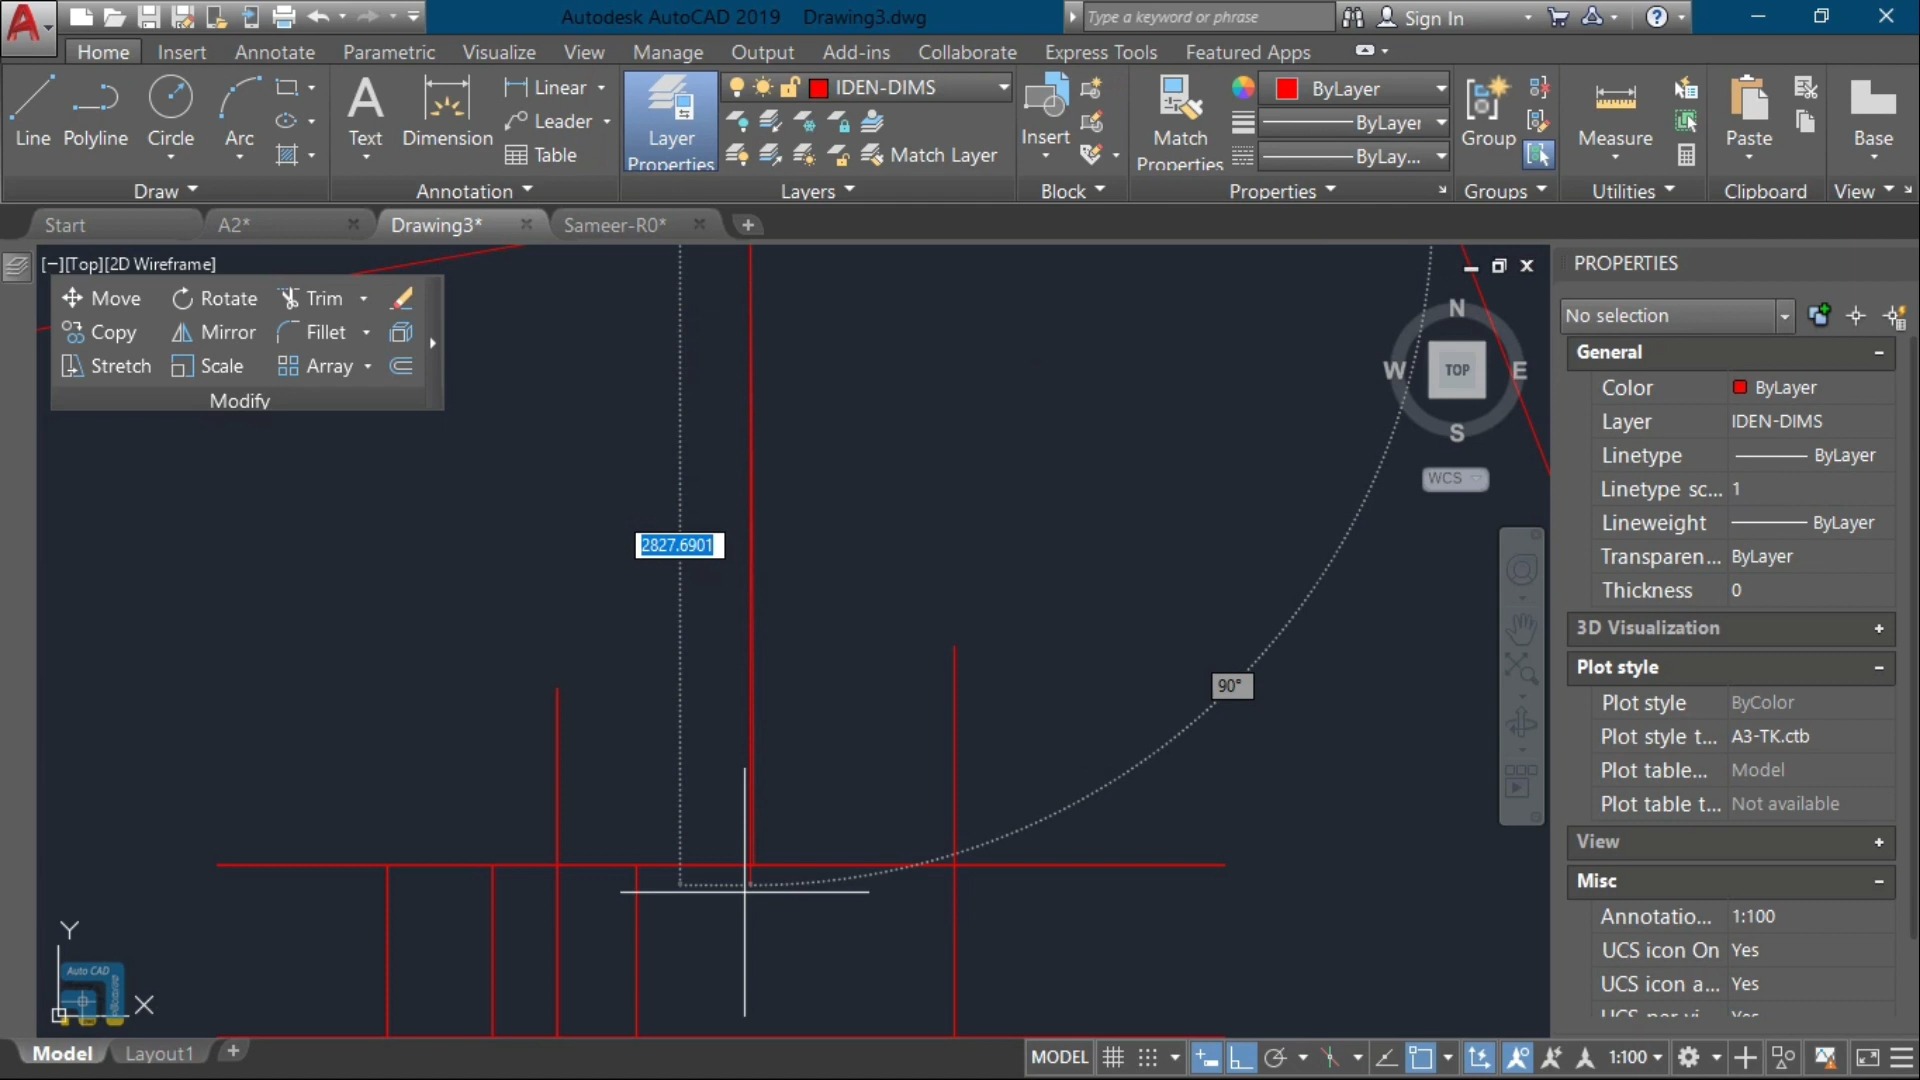 Autodesk AutoCAD 2019 Drawing3.dwg
Type a keyword or phrase
Sign In
Home Insert Annotate Parametric Visualize View Manage Output Add-ins Collaborate Express Tools Featured Apps
Line Polyline Circle Arc
Draw
Text Dimension
Linear
Leader
Table
Annotation
Layer
Properties
IDEN-DIMS
Match Layer
Layers
Insert
Block
Match
Properties
ByLayer
ByLayer
ByLay...
Properties
Group
Groups
Measure
Utilities
Paste
Clipboard
Base
View
Start A2* Drawing3* Sameer-R0*
[−][Top][2D Wireframe]
Move Rotate Trim
Copy Mirror Fillet
Stretch Scale Array
Modify
2827.6901
90°
N
W TOP E
S
WCS
Y
X
Auto CAD
PROPERTIES
No selection
General
Color ByLayer
Layer IDEN-DIMS
Linetype ByLayer
Linetype sc... 1
Lineweight ByLayer
Transparen... ByLayer
Thickness 0
3D Visualization
Plot style
Plot style ByColor
Plot style t... A3-TK.ctb
Plot table... Model
Plot table t... Not available
View
Misc
Annotatio... 1:100
UCS icon On Yes
UCS icon a... Yes
Model Layout1
MODEL 1:100